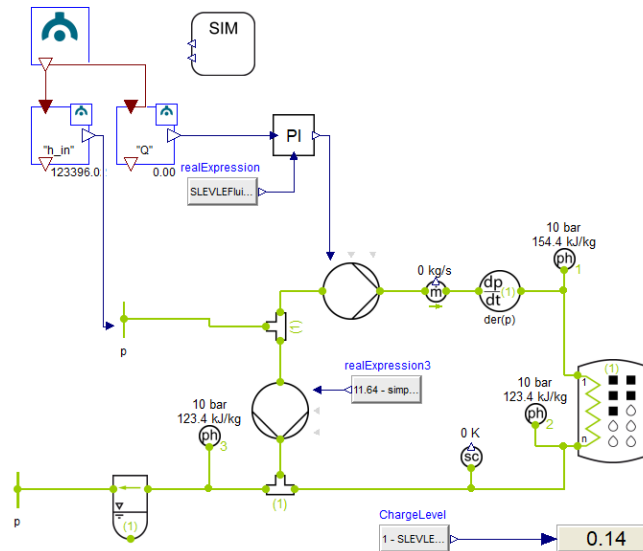 SIM
"h_in"
123396.0
"Q"
0.00
PI
realExpression
SLEVLEFlui...
10 bar
154.4 kJ/kg
ph
1
0 kg/s
m
dp
dt
(1)
der(p)
p
(1)
realExpression3
11.64 - simp...
10 bar
123.4 kJ/kg
ph
3
10 bar
123.4 kJ/kg
ph
2
(1)
1
n
0 K
sc
(1)
p
(1)
ChargeLevel
1 - SLEVLE...
0.14